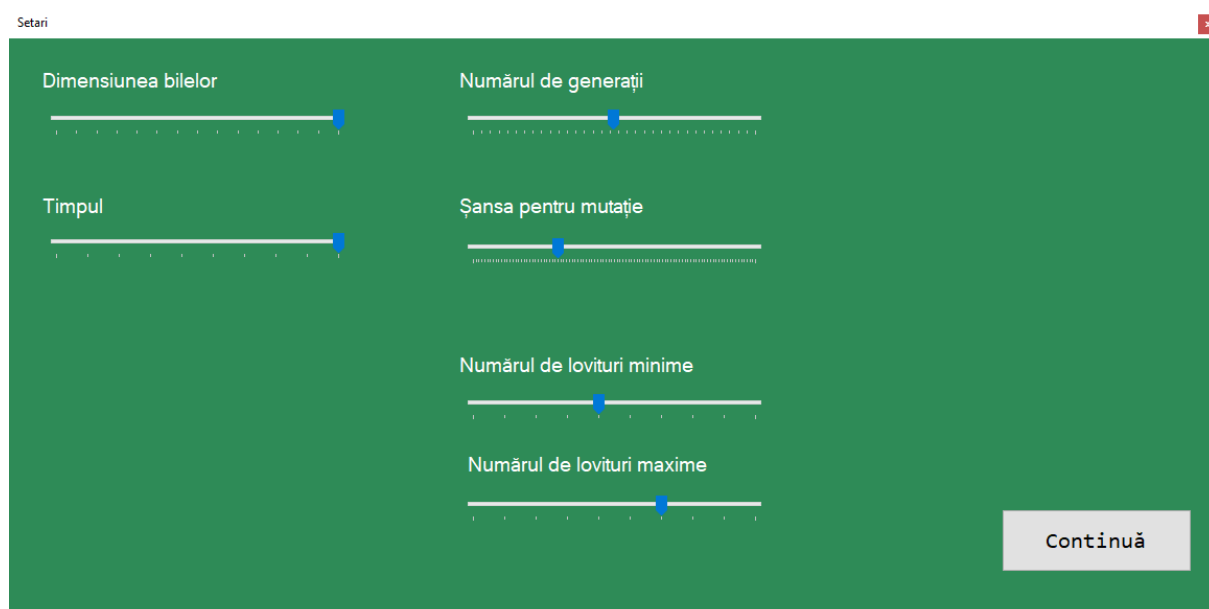 Setari
Dimensiunea bilelor
Numărul de generații
Timpul
Șansa pentru mutație
Numărul de lovituri minime
Numărul de lovituri maxime
Continuă